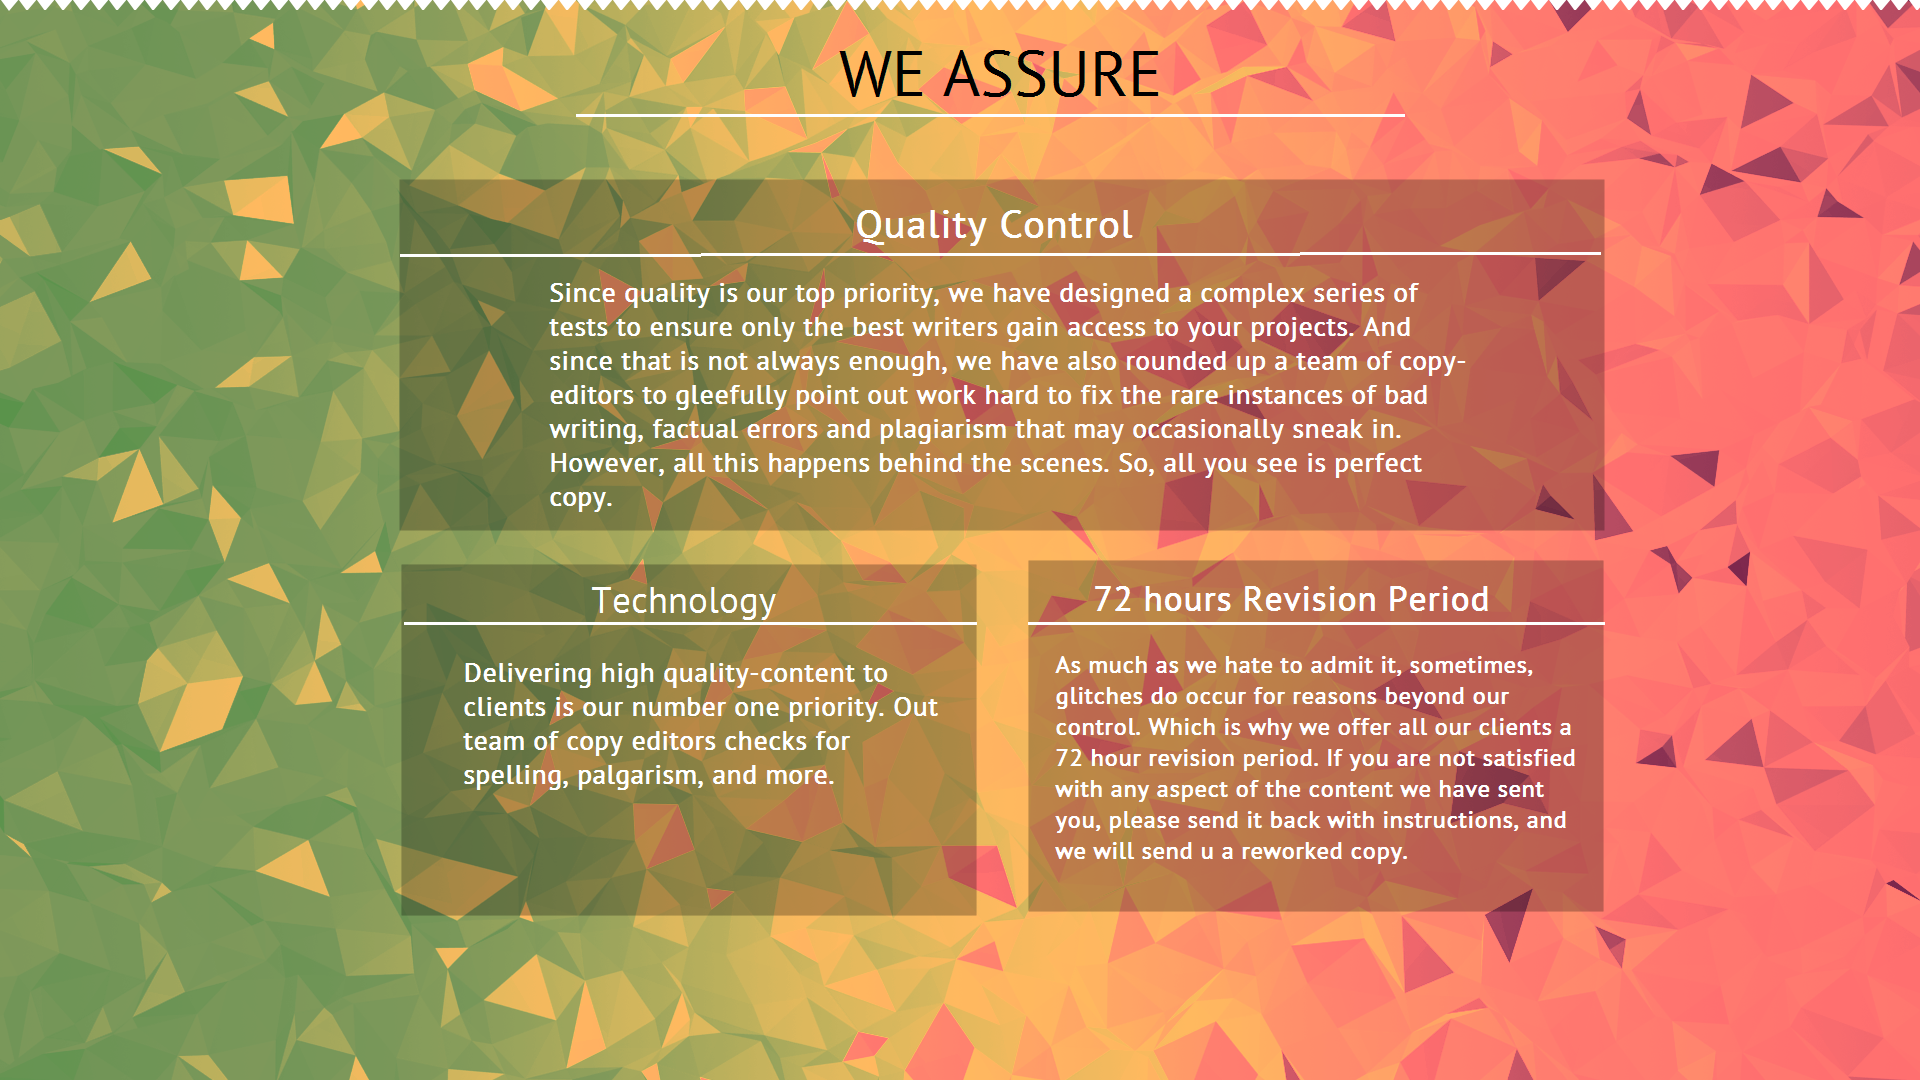 WE ASSURE
Quality Control
Since quality is our top priority, we have designed a complex series of
tests to ensure only the best writers gain access to your projects. And
since that is not always enough, we have also rounded up a team of copy-
editors to gleefully point out work hard to fix the rare instances of bad
writing, factual errors and plagiarism that may occasionally sneak in.
However, all this happens behind the scenes. So, all you see is perfect
copy.
Technology
Delivering high quality-content to
clients is our number one priority. Out
team of copy editors checks for
spelling, palgarism, and more.
72 hours Revision Period
As much as we hate to admit it, sometimes,
glitches do occur for reasons beyond our
control. Which is why we offer all our clients a
72 hour revision period. If you are not satisfied
with any aspect of the content we have sent
you, please send it back with instructions, and
we will send u a reworked copy.